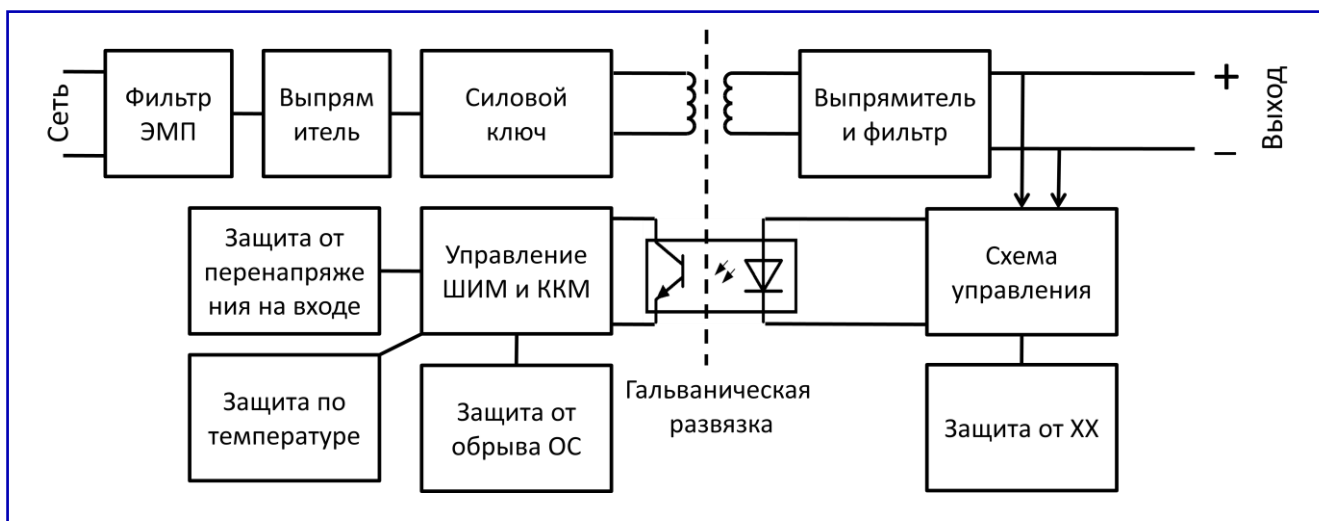 Сеть
Фильтр
ЭМП
Выпрям
итель
Силовой
ключ
Выпрямитель
и фильтр
+
–
Выход
Защита от
перенапряже
ния на входе
Управление
ШИМ и ККМ
Схема
управления
Защита по
температуре
Защита от
обрыва ОС
Гальваническая
развязка
Защита от ХХ